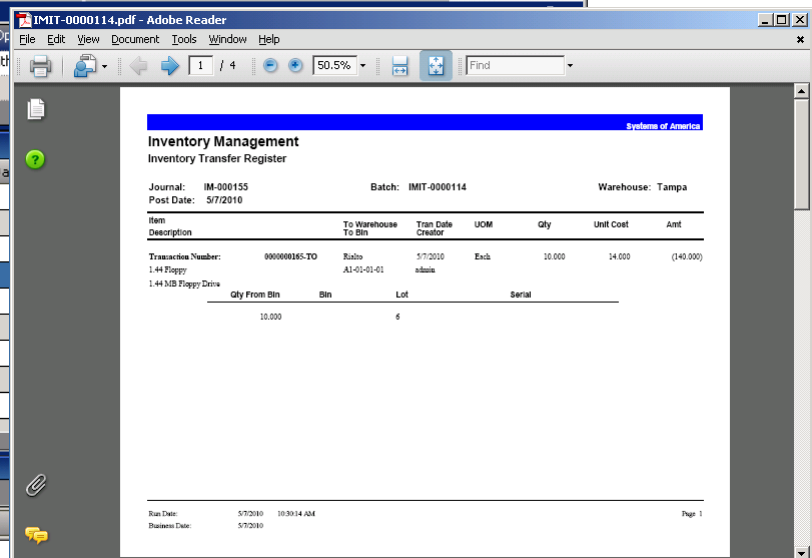 IMIT-0000114.pdf - Adobe Reader
File Edit View Document Tools Window Help
1 / 4 50.5% Find
Systems of America
Inventory Management
Inventory Transfer Register
Journal: IM-000155 Batch: IMIT-0000114 Warehouse: Tampa
Post Date: 5/7/2010
Item To Warehouse Tran Date UOM Qty Unit Cost Amt
Description To Bin Creator
Transaction Number: 0000000165-TO Rialto 5/7/2010 Each 10.000 14.000 (140.000)
1.44 Floppy A1-01-01-01 admin
1.44 MB Floppy Drive
Qty From Bin Bin Lot Serial
10.000 6
Run Date: 5/7/2010 10:30:14 AM Page 1
Business Date: 5/7/2010